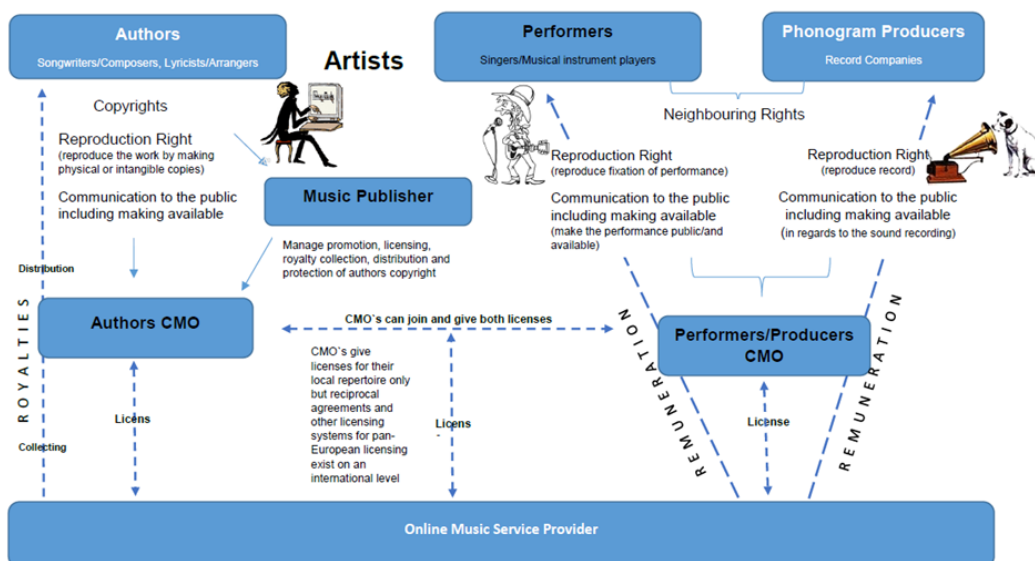 Authors
Songwriters/Composers, Lyricists/Arrangers
Artists
Performers
Singers/Musical instrument players
Phonogram Producers
Record Companies
Copyrights
Neighbouring Rights
Reproduction Right
(reproduce the work by making
physical or intangible copies)
Communication to the public
including making available
Music Publisher
Manage promotion, licensing,
royalty collection, distribution and
protection of authors copyright
Reproduction Right
(reproduce fixation of performance)
Communication to the public
including making available
(make the performance public/and
available)
Reproduction Right
(reproduce record)
Communication to the public
including making available
(in regards to the sound recording)
Distribution
ROYALTIES
Collecting
Authors CMO
CMO`s can join and give both licenses
Performers/Producers
CMO
CMO`s give
licenses for their
local repertoire only
but reciprocal
agreements and
other licensing
systems for pan-
European licensing
exist on an
international level
Licens
Licens
License
REMUNERATION
REMUNERATION
Online Music Service Provider